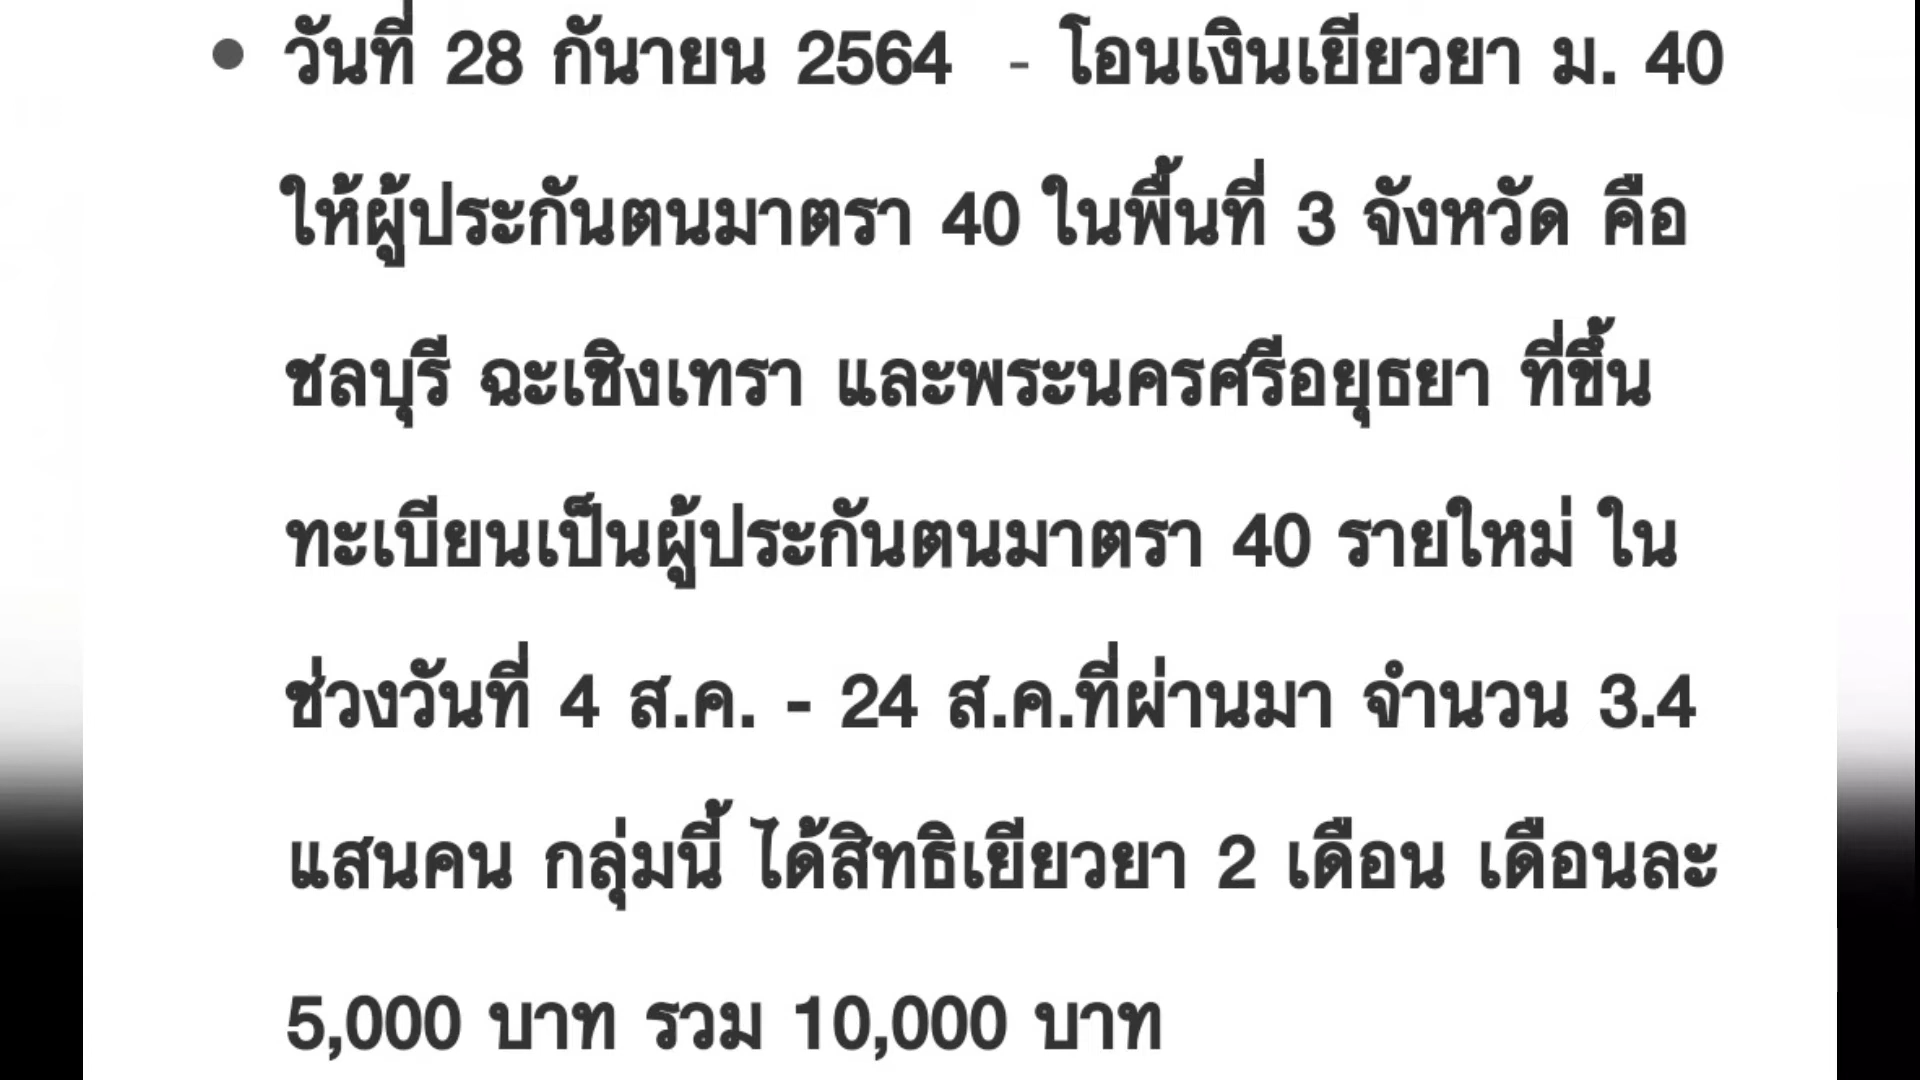 • วันที่ 28 กันายยน 2564 - โอนเงินเยียวยา ม. 40
ให้ผู้ประกันตนมาตรา 40 ในพื้นที่ 3 จังหวัด คือ
ชลบุรี ฉะเชิงเทรา และพระนครศรีอยุธยา ที่ขึ้น
ทะเบียนเป็นผู้ประกันตนมาตรา 40 รายใหม่ ใน
ช่วงวันที่ 4 ส.ค. - 24 ส.ค.ที่ผ่านมา จำนวน 3.4
แสนคน กลุ่มนี้ ได้สิทธิเยียวยา 2 เดือน เดือนละ
5,000 บาท รวม 10,000 บาท